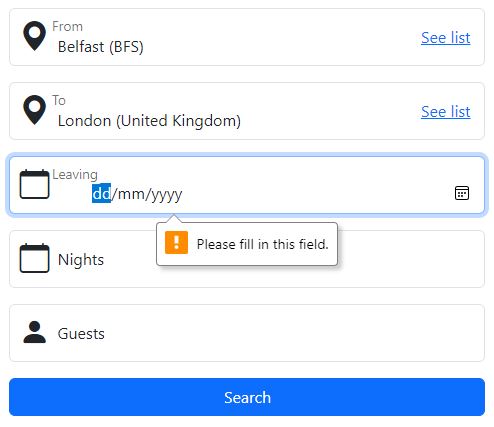 From
Belfast (BFS)
See list
To
London (United Kingdom)
See list
Leaving
dd/mm/yyyy
! Please fill in this field.
Nights
Guests
Search